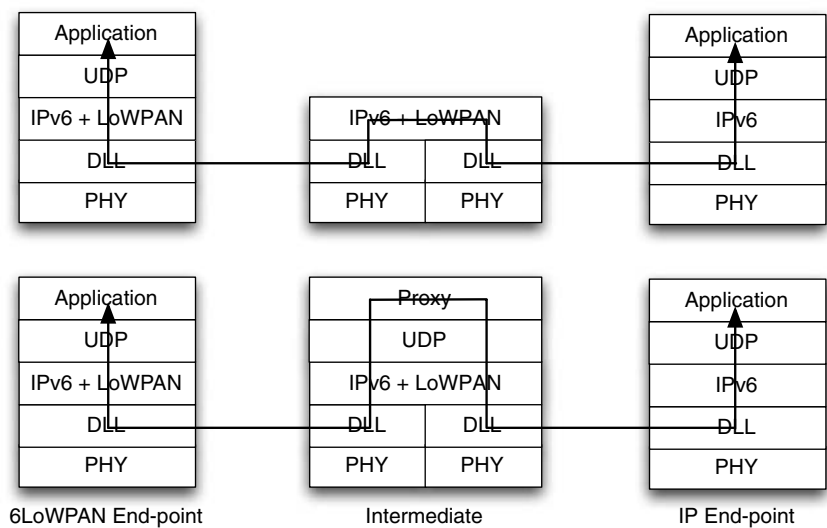 Application
UDP
IPv6 + LoWPAN
DLL
PHY
IPv6 + LoWPAN
DLL DLL
PHY PHY
Application
UDP
IPv6
DLL
PHY
Application
UDP
IPv6 + LoWPAN
DLL
PHY
Proxy
UDP
IPv6 + LoWPAN
DLL DLL
PHY PHY
Application
UDP
IPv6
DLL
PHY
6LoWPAN End-point
Intermediate
IP End-point